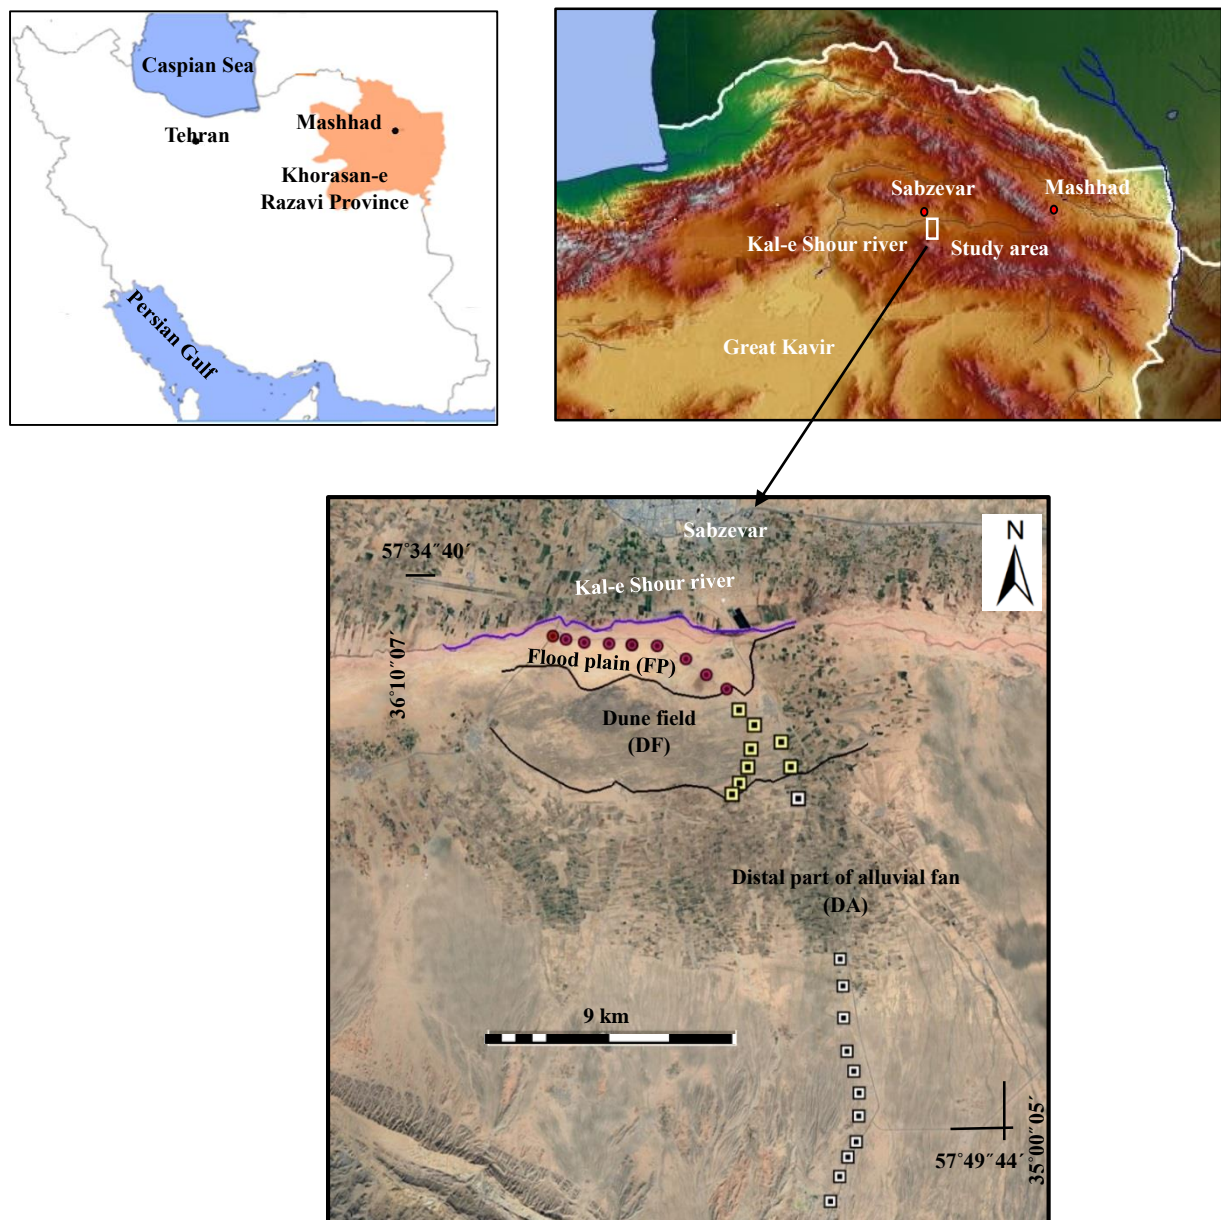 Caspian Sea
Tehran
Mashhad
Khorasan-e
Razavi Province
Persian Gulf
Sabzevar
Mashhad
Kal-e Shour river
Study area
Great Kavir
Sabzevar
N
57°34″40′
Kal-e Shour river
36°10″07′
Flood plain (FP)
Dune field
(DF)
Distal part of alluvial fan
(DA)
9 km
57°49″44′
35°00″05′